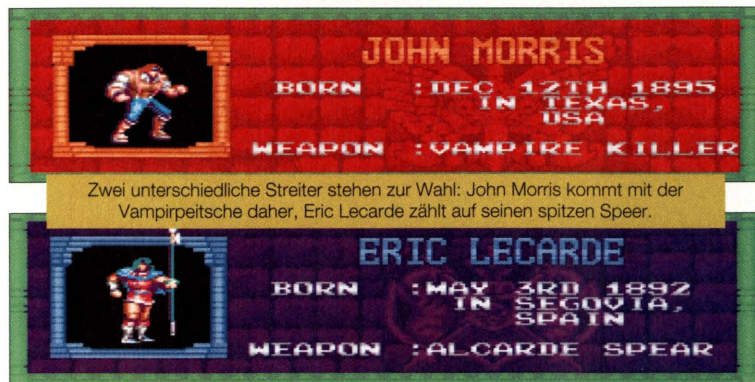 JOHN MORRIS
BORN :DEC 12TH 1895
IN TEXAS,
USA
WEAPON :VAMPIRE KILLER
Zwei unterschiedliche Streiter stehen zur Wahl: John Morris kommt mit der
Vampirpeitsche daher, Eric Lecarde zählt auf seinen spitzen Speer.
ERIC LECARDE
BORN :MAY 3RD 1892
IN SEGOVIA,
SPAIN
WEAPON :ALCARDE SPEAR